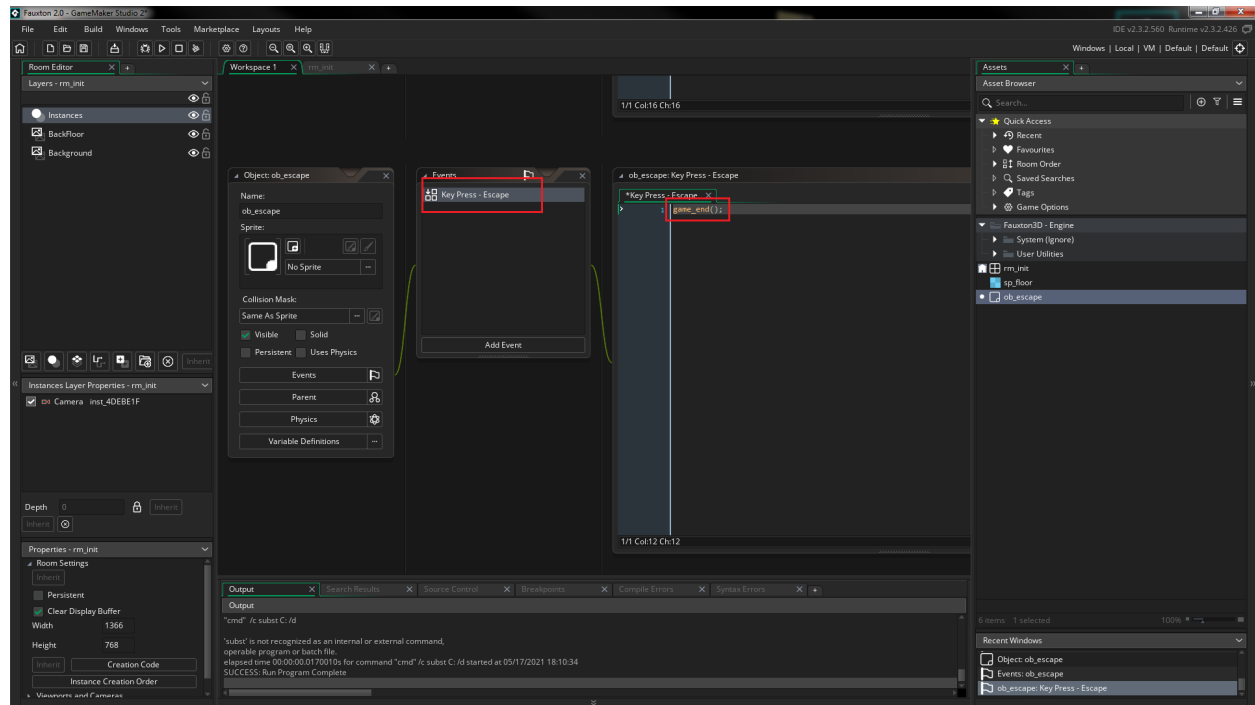 Fauxton 2.0 - GameMaker Studio 2*
File Edit Build Windows Tools Marketplace Layouts Help
IDE v2.3.2.560 Runtime v2.3.2.426
Windows | Local | VM | Default | Default
Room Editor
Layers - rm_init
Instances
BackFloor
Background
Inherit
Instances Layer Properties - rm_init
Camera inst_4DEBE1F
Depth 0 Inherit
Inherit
Properties - rm_init
Room Settings
Inherit
Persistent
Clear Display Buffer
Width 1366
Height 768
Inherit Creation Code
Instance Creation Order
Viewports and Cameras
Workspace 1 rm_init
1/1 Col:16 Ch:16
Object: ob_escape
Name:
ob_escape
Sprite:
No Sprite
Collision Mask:
Same As Sprite
Visible Solid
Persistent Uses Physics
Events
Parent
Physics
Variable Definitions
Events
Key Press - Escape
Add Event
ob_escape: Key Press - Escape
*Key Press - Escape
1 game_end();
1/1 Col:12 Ch:12
Output Search Results Source Control Breakpoints Compile Errors Syntax Errors
Output
"cmd" /c subst C: /d
'subst' is not recognized as an internal or external command,
operable program or batch file.
elapsed time 00:00:00.0170010s for command "cmd" /c subst C: /d started at 05/17/2021 18:10:34
SUCCESS: Run Program Complete
Assets
Asset Browser
Search...
Quick Access
Recent
Favourites
Room Order
Saved Searches
Tags
Game Options
Fauxton3D - Engine
System (Ignore)
User Utilities
rm_init
sp_floor
ob_escape
6 items 1 selected 100%
Recent Windows
Object: ob_escape
Events: ob_escape
ob_escape: Key Press - Escape